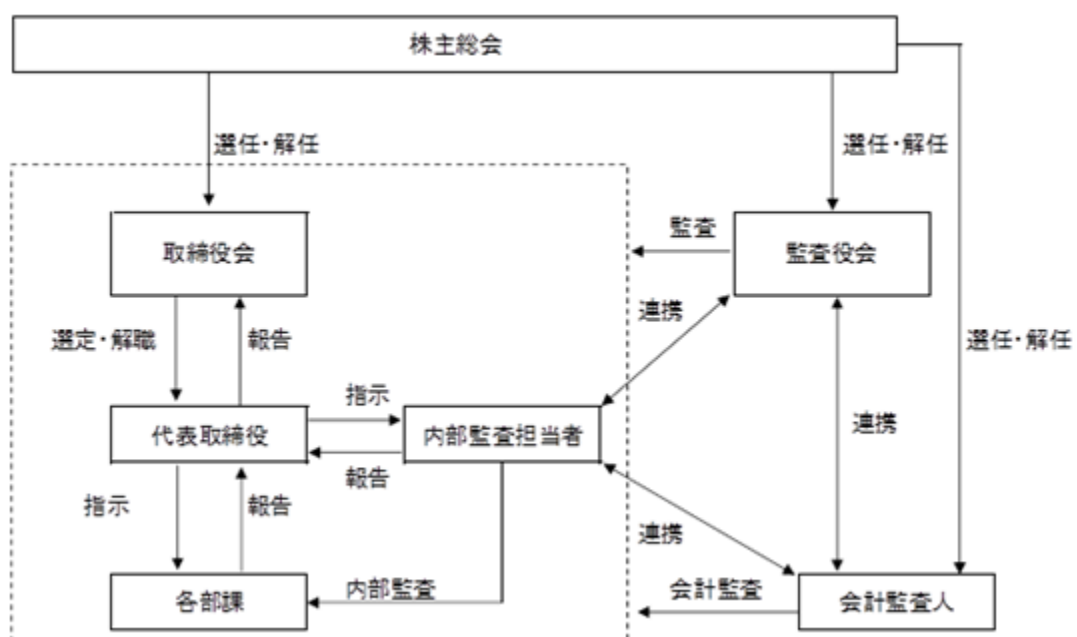 株主総会
選任・解任
選任・解任
取締役会
監査
監査役会
連携
選定・解職
報告
選任・解任
指示
代表取締役
内部監査担当者
連携
報告
指示
報告
連携
各部課
内部監査
会計監査
会計監査人